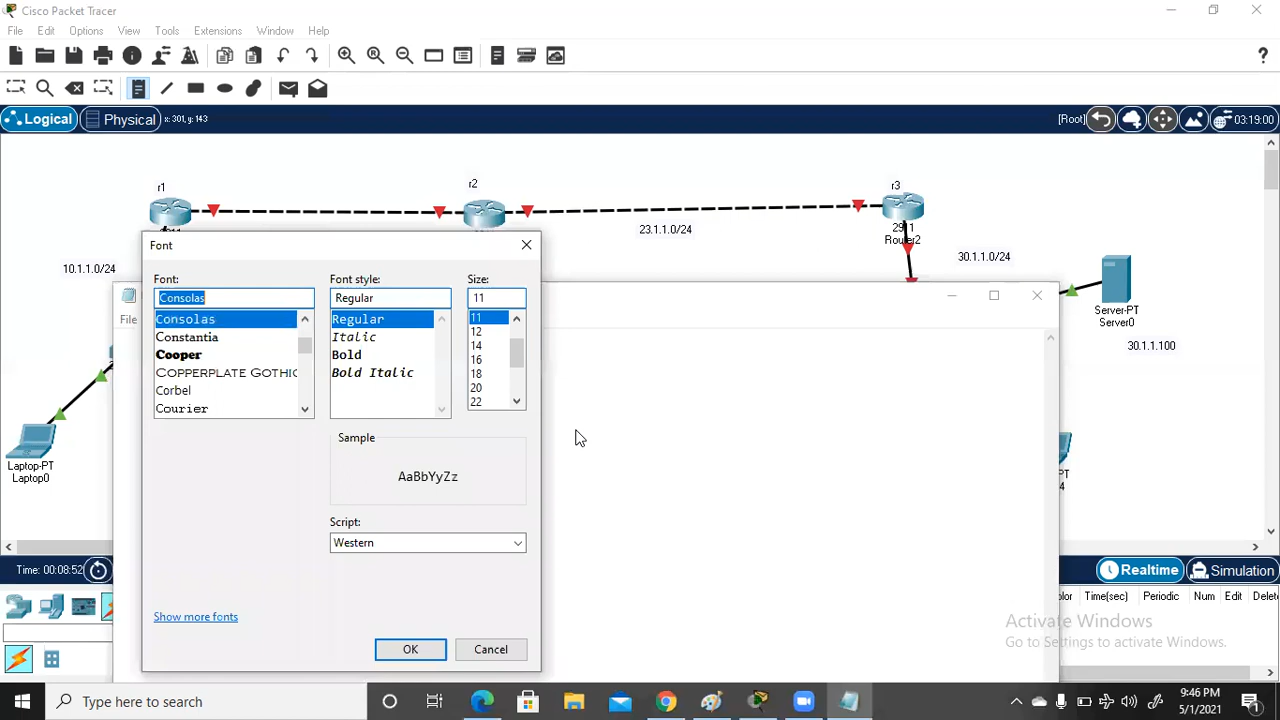 Cisco Packet Tracer
File Edit Options View Tools Extensions Window Help
Logical Physical x: 301, y: 143 [Root] 03:19:00
r1 r2 r3
2911
Router2
23.1.1.0/24
10.1.1.0/24
30.1.1.0/24
Server-PT
Server0
30.1.1.100
Laptop-PT
Laptop0
PT
4
File
Font
Font: Font style: Size:
Consolas Regular 11
Consolas Regular 11
Constantia Italic 12
Cooper Bold 14
COPPERPLATE GOTHIC Bold Italic 16
Corbel 18
Courier 20
22
Sample
AaBbYyZz
Script:
Western
Show more fonts
OK Cancel
Time: 00:08:52 Realtime Simulation
olor Time(sec) Periodic Num Edit Delete
Activate Windows
Go to Settings to activate Windows.
Type here to search
9:46 PM
5/1/2021
1